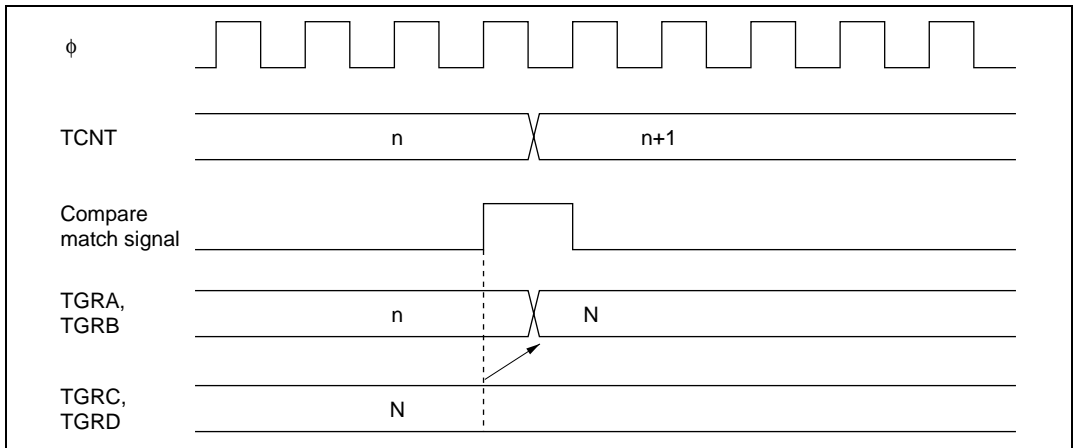 ϕ
TCNT
n
n+1
Compare
match signal
TGRA,
TGRB
n
N
TGRC,
TGRD
N